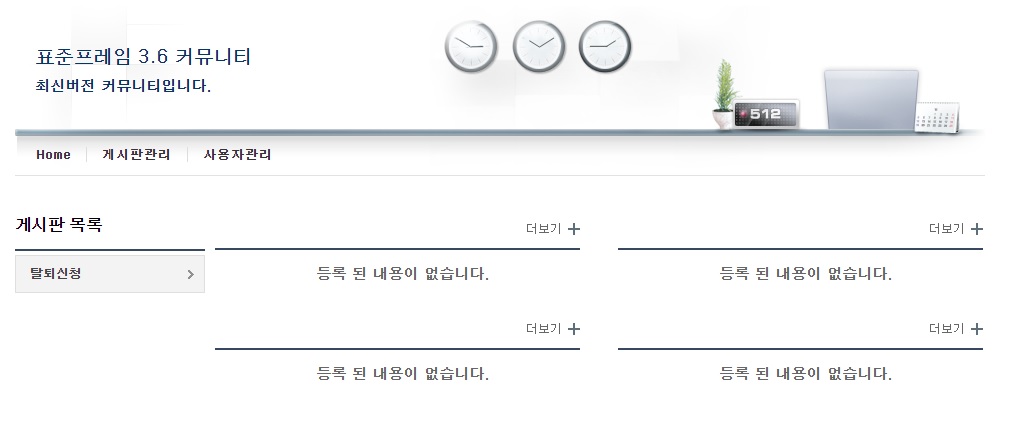 표준프레임 3.6 커뮤니티
최신버전 커뮤니티입니다.
512
Home 게시판관리 사용자관리
게시판 목록
탈퇴신청
더보기
등록 된 내용이 없습니다.
더보기
등록 된 내용이 없습니다.
더보기
등록 된 내용이 없습니다.
더보기
등록 된 내용이 없습니다.